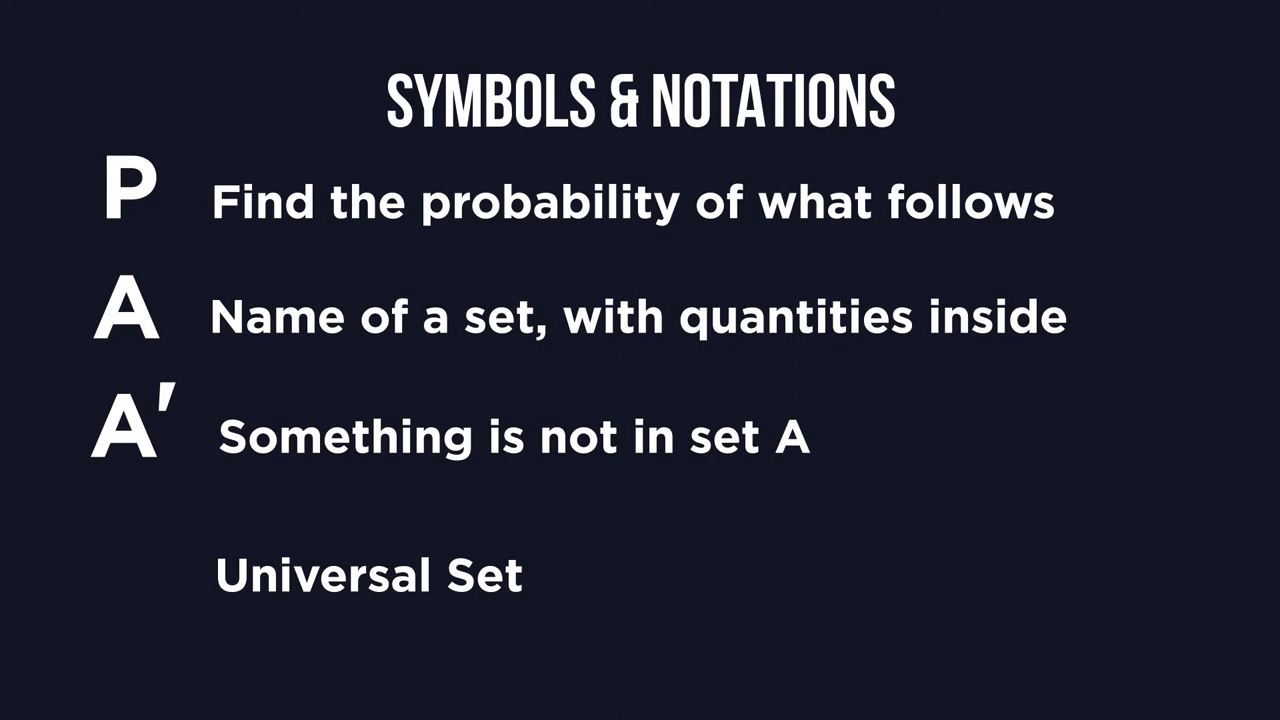 SYMBOLS & NOTATIONS
P Find the probability of what follows
A Name of a set, with quantities inside
A' Something is not in set A
Universal Set